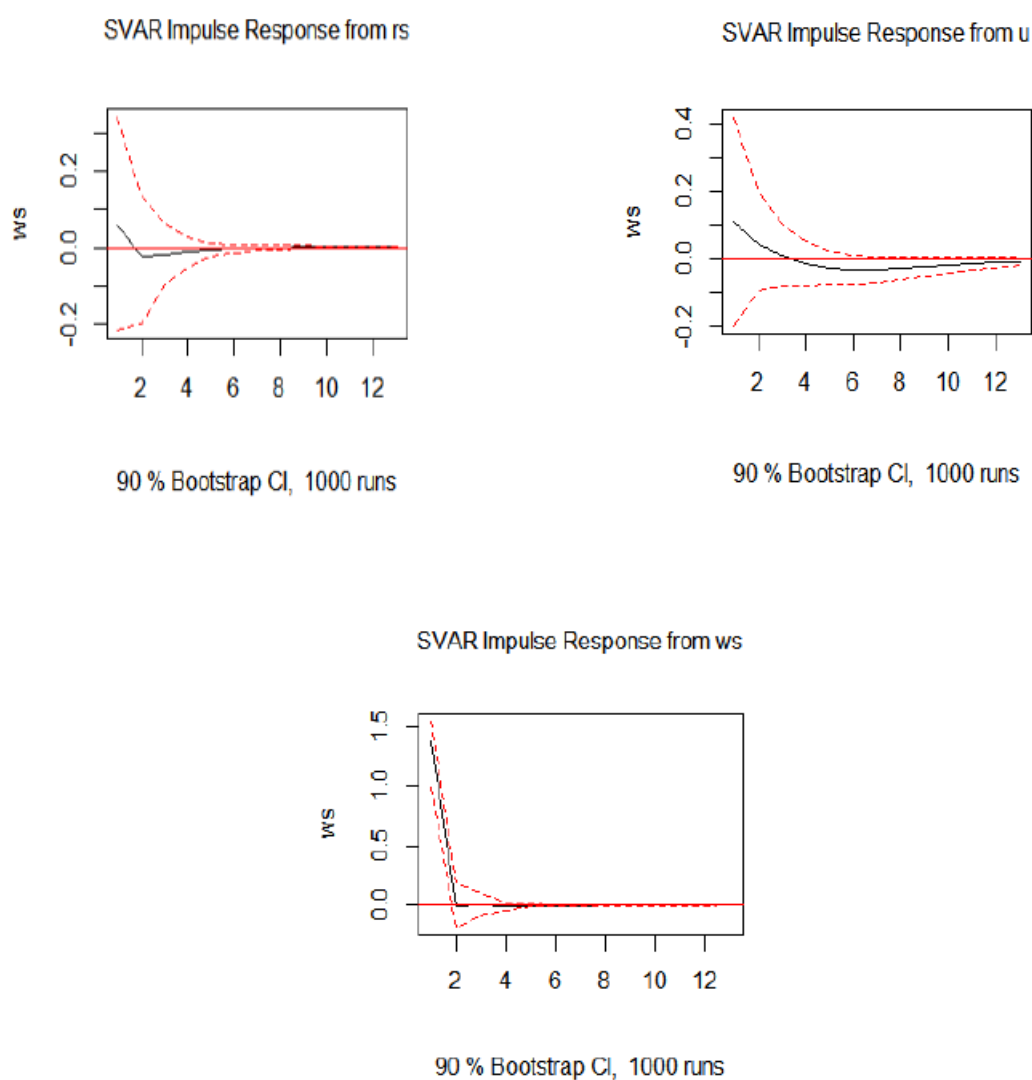 SVAR Impulse Response from rs
SVAR Impulse Response from u
ws
0.2
0.0
-0.2
2 4 6 8 10 12
90 % Bootstrap CI, 1000 runs
ws
0.4
0.2
0.0
-0.2
2 4 6 8 10 12
90 % Bootstrap CI, 1000 runs
SVAR Impulse Response from ws
ws
1.5
1.0
0.5
0.0
2 4 6 8 10 12
90 % Bootstrap CI, 1000 runs